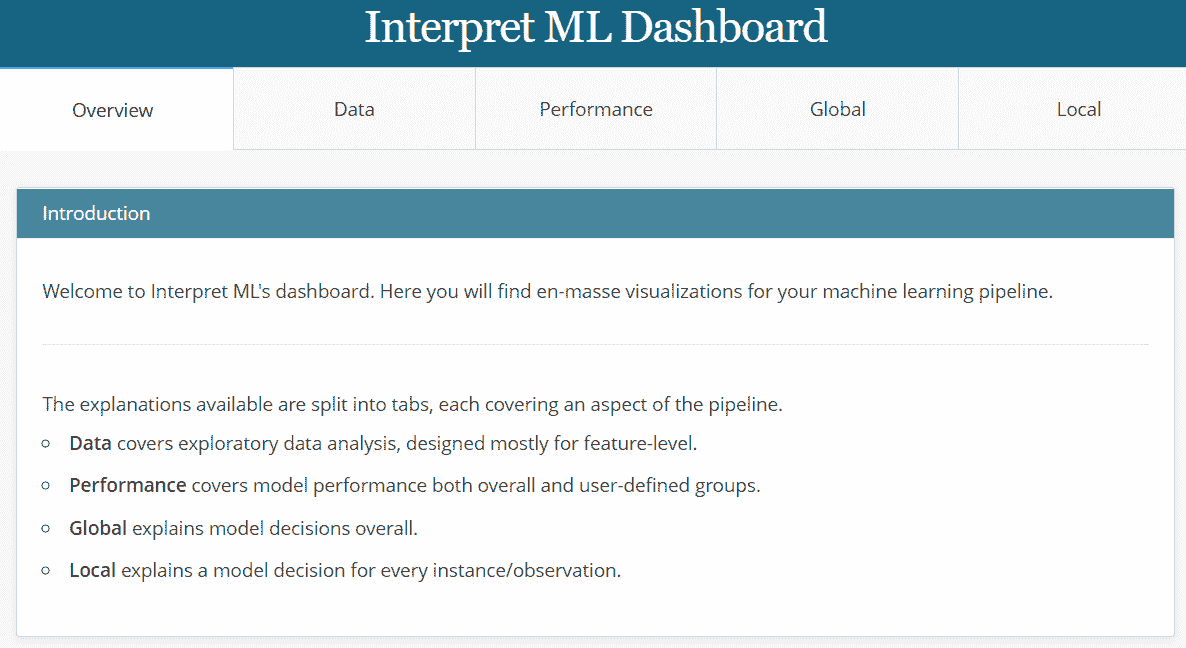 Interpret ML Dashboard
Overview
Data
Performance
Global
Local
Introduction
Welcome to Interpret ML's dashboard. Here you will find en-masse visualizations for your machine learning pipeline.
The explanations available are split into tabs, each covering an aspect of the pipeline.
Data covers exploratory data analysis, designed mostly for feature-level.
Performance covers model performance both overall and user-defined groups.
Global explains model decisions overall.
Local explains a model decision for every instance/observation.